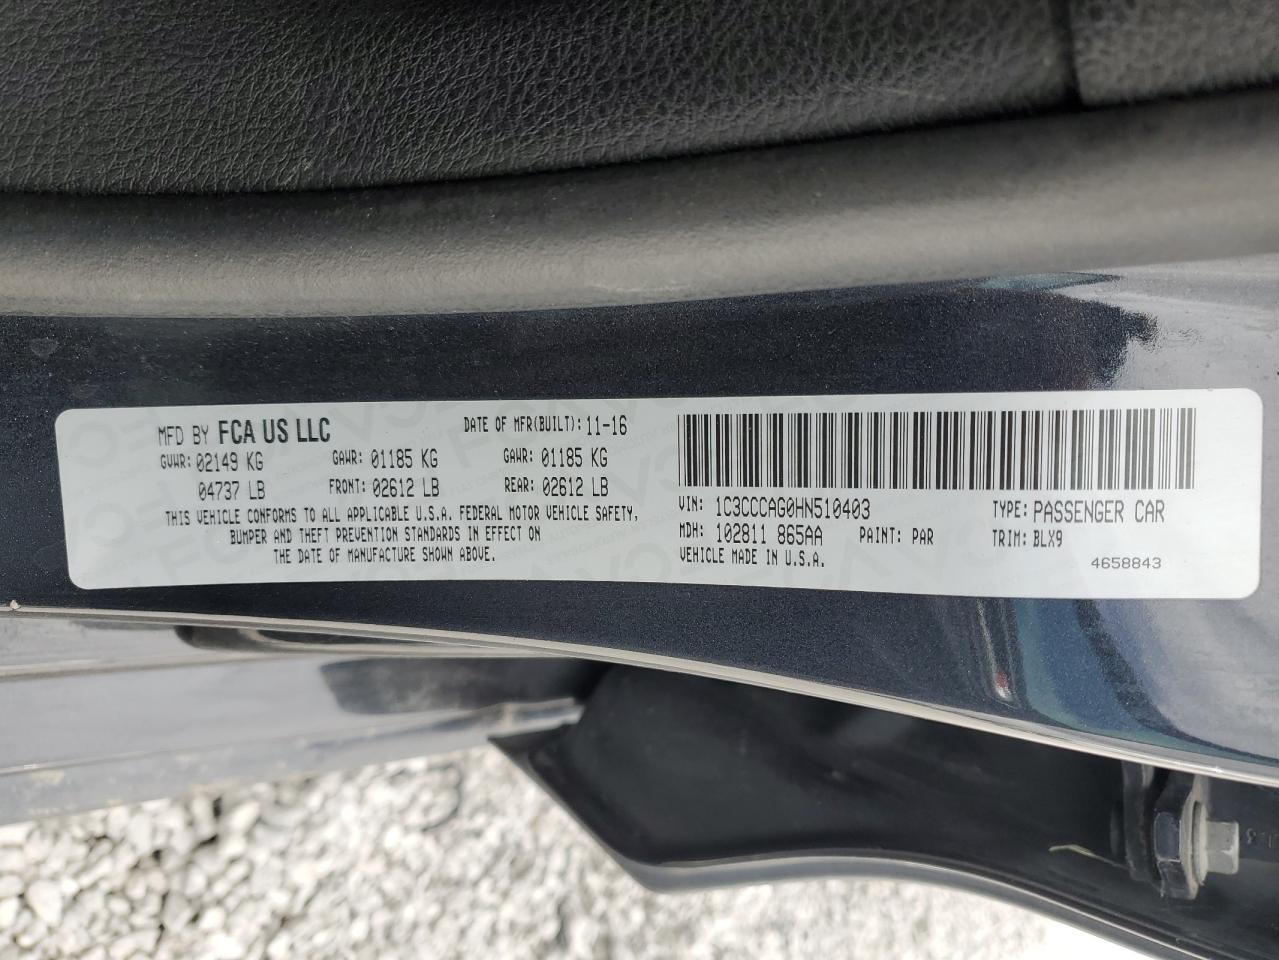 MFD BY FCA US LLC DATE OF MFR(BUILT): 11-16
GVWR: 02149 KG GAWR: 01185 KG GAWR: 01185 KG
04737 LB FRONT: 02612 LB REAR: 02612 LB
THIS VEHICLE CONFORMS TO ALL APPLICABLE U.S.A. FEDERAL MOTOR VEHICLE SAFETY,
BUMPER AND THEFT PREVENTION STANDARDS IN EFFECT ON
THE DATE OF MANUFACTURE SHOWN ABOVE.
VIN: 1C3CCCAG0HN510403 TYPE: PASSENGER CAR
MDH: 102811 865AA PAINT: PAR TRIM: BLX9
VEHICLE MADE IN U.S.A. 4658843